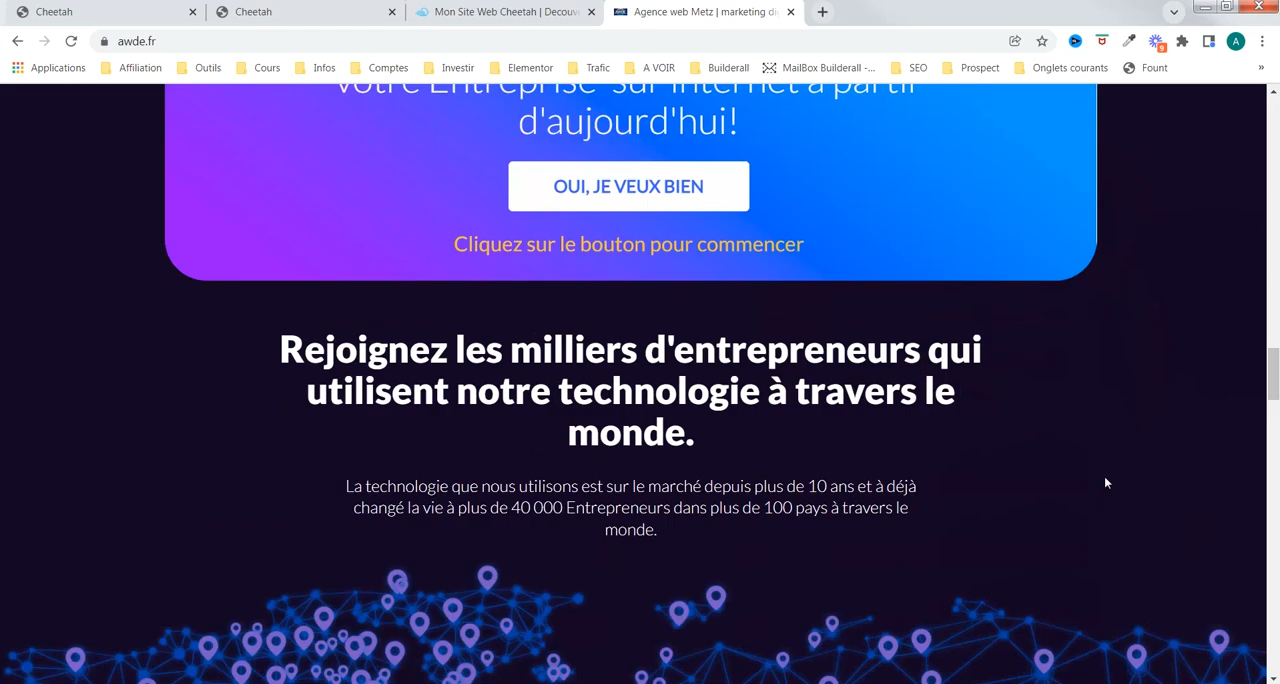 Cheetah
Cheetah
Mon Site Web Cheetah | Decouv
Agence web Metz | marketing di
awde.fr
9
A
Applications
Affiliation
Outils
Cours
Infos
Comptes
Investir
Elementor
Trafic
A VOIR
Builderall
MailBox Builderall -...
SEO
Prospect
Onglets courants
Fount
»
votre Entreprise sur Internet à partir
d'aujourd'hui!
OUI, JE VEUX BIEN
Cliquez sur le bouton pour commencer
Rejoignez les milliers d'entrepreneurs qui
utilisent notre technologie à travers le
monde.
La technologie que nous utilisons est sur le marché depuis plus de 10 ans et à déjà
changé la vie à plus de 40 000 Entrepreneurs dans plus de 100 pays à travers le
monde.